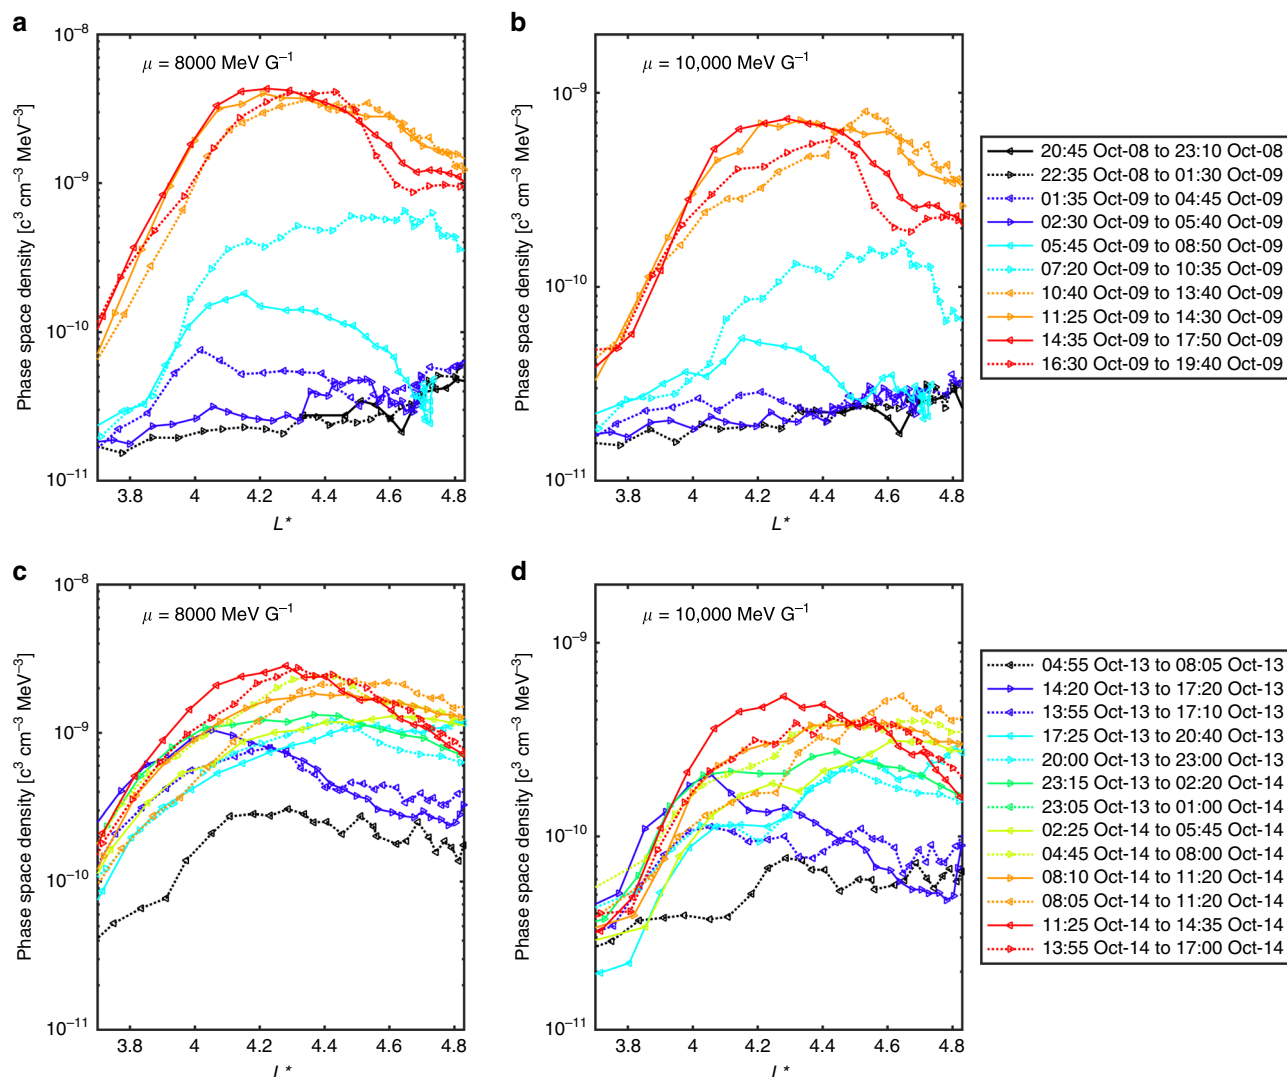 a
b
10⁻⁸
10⁻⁹
10⁻¹⁰
10⁻¹¹
Phase space density [c³ cm⁻³ MeV⁻³]
μ = 8000 MeV G⁻¹
3.8 4 4.2 4.4 4.6 4.8
L*
10⁻⁹
10⁻¹⁰
10⁻¹¹
Phase space density [c³ cm⁻³ MeV⁻³]
μ = 10,000 MeV G⁻¹
3.8 4 4.2 4.4 4.6 4.8
L*
20:45 Oct-08 to 23:10 Oct-08
22:35 Oct-08 to 01:30 Oct-09
01:35 Oct-09 to 04:45 Oct-09
02:30 Oct-09 to 05:40 Oct-09
05:45 Oct-09 to 08:50 Oct-09
07:20 Oct-09 to 10:35 Oct-09
10:40 Oct-09 to 13:40 Oct-09
11:25 Oct-09 to 14:30 Oct-09
14:35 Oct-09 to 17:50 Oct-09
16:30 Oct-09 to 19:40 Oct-09
c
d
10⁻⁸
10⁻⁹
10⁻¹⁰
10⁻¹¹
Phase space density [c³ cm⁻³ MeV⁻³]
μ = 8000 MeV G⁻¹
3.8 4 4.2 4.4 4.6 4.8
L*
10⁻⁹
10⁻¹⁰
10⁻¹¹
Phase space density [c³ cm⁻³ MeV⁻³]
μ = 10,000 MeV G⁻¹
3.8 4 4.2 4.4 4.6 4.8
L*
04:55 Oct-13 to 08:05 Oct-13
14:20 Oct-13 to 17:20 Oct-13
13:55 Oct-13 to 17:10 Oct-13
17:25 Oct-13 to 20:40 Oct-13
20:00 Oct-13 to 23:00 Oct-13
23:15 Oct-13 to 02:20 Oct-14
23:05 Oct-13 to 01:00 Oct-14
02:25 Oct-14 to 05:45 Oct-14
04:45 Oct-14 to 08:00 Oct-14
08:10 Oct-14 to 11:20 Oct-14
08:05 Oct-14 to 11:20 Oct-14
11:25 Oct-14 to 14:35 Oct-14
13:55 Oct-14 to 17:00 Oct-14